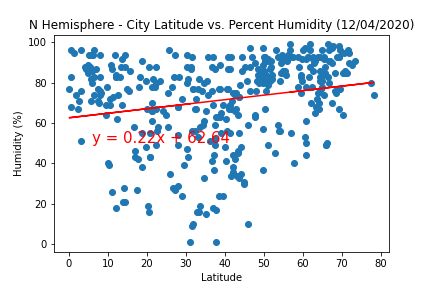 N Hemisphere - City Latitude vs. Percent Humidity (12/04/2020)
100
80
60
40
20
0
Humidity (%)
y = 0.22x + 62.64
0 10 20 30 40 50 60 70 80
Latitude